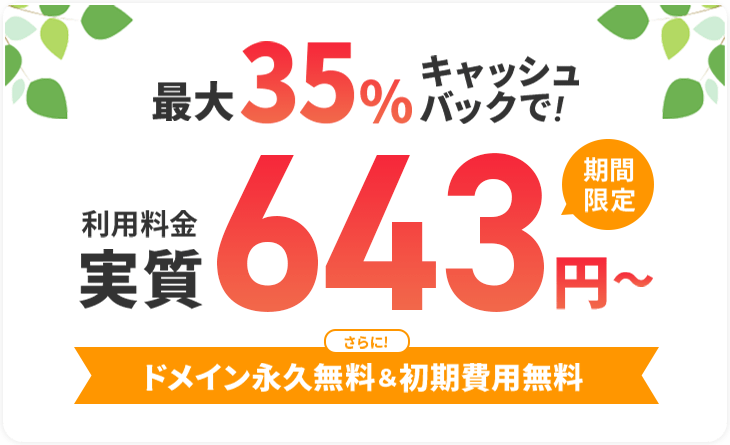 最大35%キャッシュ
バックで!
期間
限定
利用料金
実質643円～
さらに!
ドメイン永久無料&初期費用無料